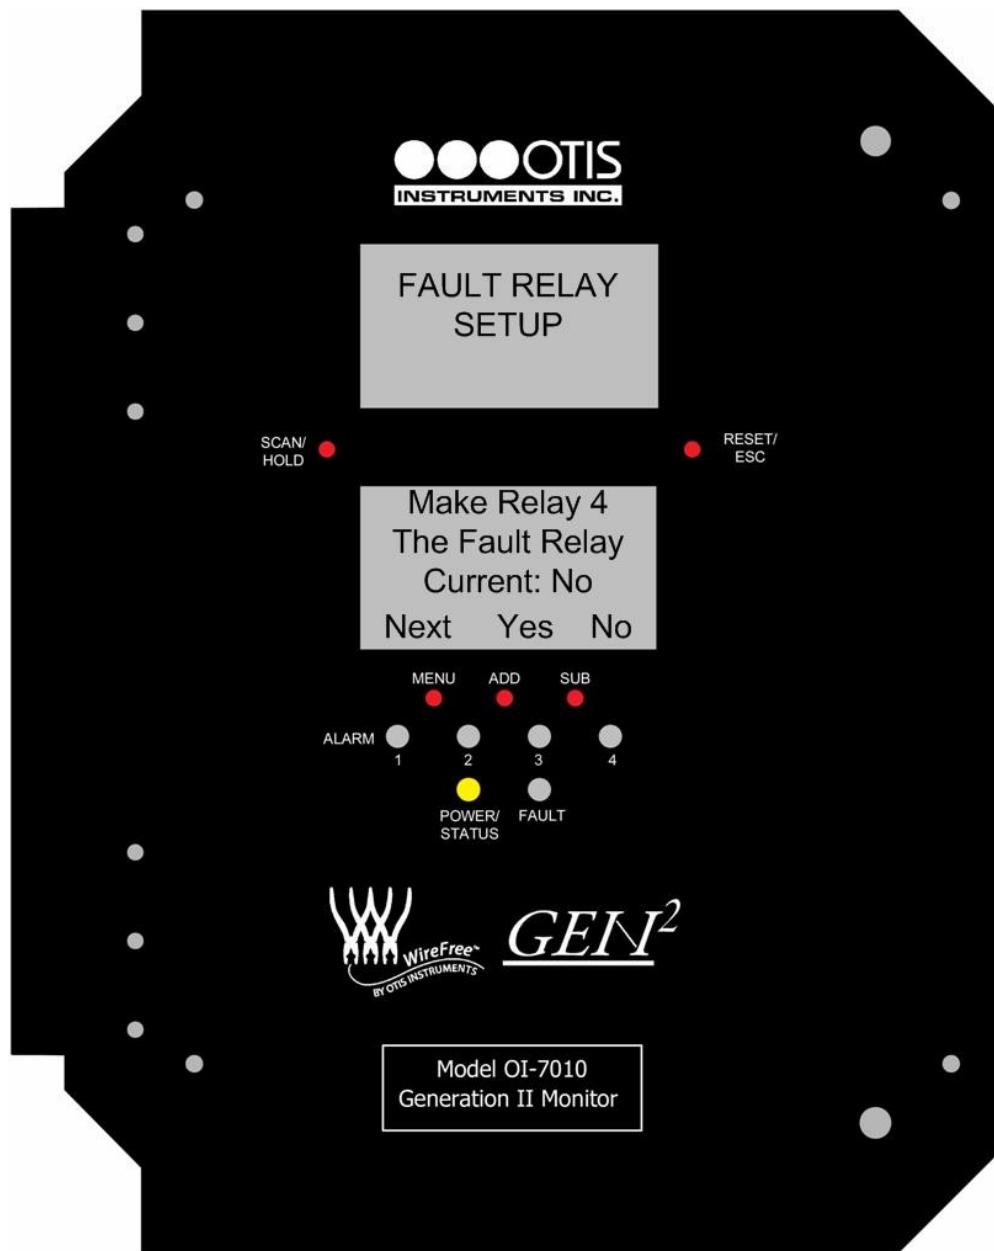 OTIS
INSTRUMENTS INC.
FAULT RELAY
SETUP
SCAN/
HOLD
RESET/
ESC
Make Relay 4
The Fault Relay
Current: No
Next Yes No
MENU ADD SUB
ALARM
1 2 3 4
POWER/
STATUS
FAULT
WireFree™
BY OTIS INSTRUMENTS
GEN²
Model OI-7010
Generation II Monitor